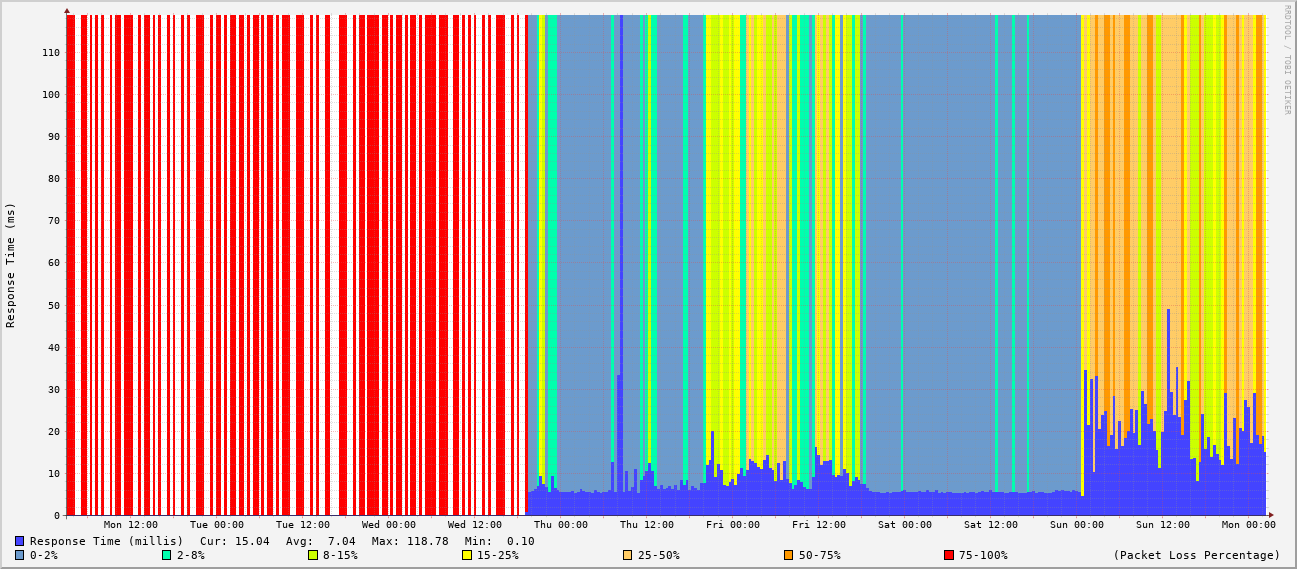 RRDTOOL / TOBI OETIKER
Response Time (ms)
110
100
90
80
70
60
50
40
30
20
10
0
Mon 12:00 Tue 00:00 Tue 12:00 Wed 00:00 Wed 12:00 Thu 00:00 Thu 12:00 Fri 00:00 Fri 12:00 Sat 00:00 Sat 12:00 Sun 00:00 Sun 12:00 Mon 00:00
Response Time (millis) Cur: 15.04 Avg: 7.04 Max: 118.78 Min: 0.10
0-2% 2-8% 8-15% 15-25% 25-50% 50-75% 75-100% (Packet Loss Percentage)